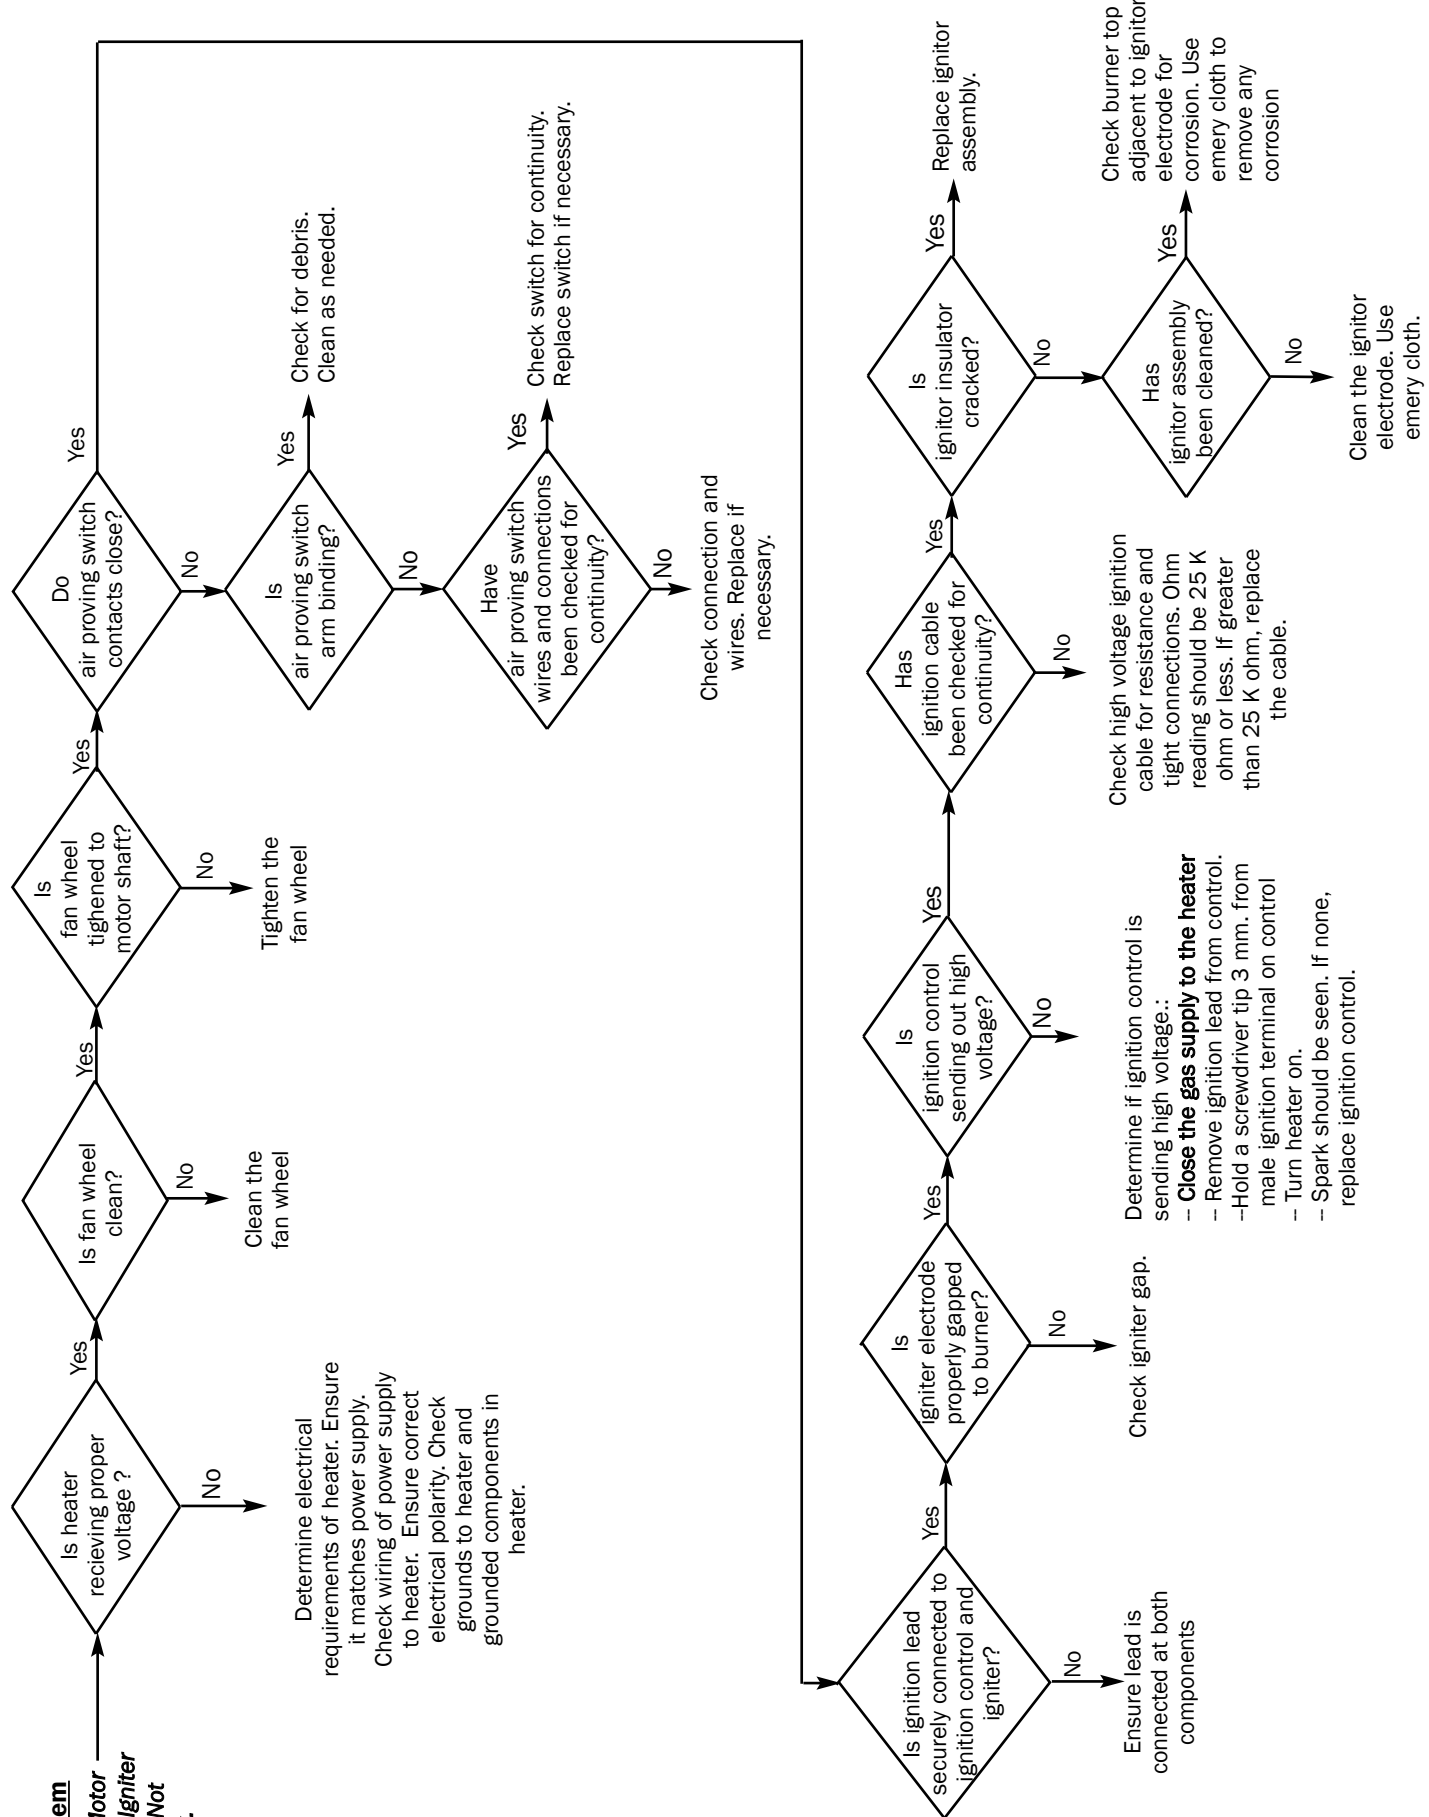 em
otor
Igniter
Not
Is heater
recieving proper
voltage ?
Yes
No
Determine electrical
requirements of heater. Ensure
it matches power supply.
Check wiring of power supply
to heater. Ensure correct
electrical polarity. Check
grounds to heater and
grounded components in
heater.
Is fan wheel
clean?
Yes
No
Clean the
fan wheel
Is
fan wheel
tighened to
motor shaft?
Yes
No
Tighten the
fan wheel
Do
air proving switch
contacts close?
Yes
No
Is
air proving switch
arm binding?
Yes
Check for debris.
Clean as needed.
No
Have
air proving switch
wires and connections
been checked for
continuity?
Yes
Check switch for continuity.
Replace switch if necessary.
No
Check connection and
wires. Replace if
necessary.
Is ignition lead
securely connected to
ignition control and
igniter?
Yes
No
Ensure lead is
connected at both
components
Is
igniter electrode
properly gapped
to burner?
Yes
No
Check igniter gap.
Is
ignition control
sending out high
voltage?
Yes
No
Determine if ignition control is
sending high voltage.:
-- Close the gas supply to the heater
-- Remove ignition lead from control.
--Hold a screwdriver tip 3 mm. from
male ignition terminal on control
-- Turn heater on.
-- Spark should be seen. If none,
replace ignition control.
Has
ignition cable
been checked for
continuity?
Yes
No
Check high voltage ignition
cable for resistance and
tight connections. Ohm
reading should be 25 K
ohm or less. If greater
than 25 K ohm, replace
the cable.
Is
ignitor insulator
cracked?
Yes
Replace ignitor
assembly.
No
Has
ignitor assembly
been cleaned?
Yes
Check burner top
adjacent to ignitor
electrode for
corrosion. Use
emery cloth to
remove any
corrosion
No
Clean the ignitor
electrode. Use
emery cloth.